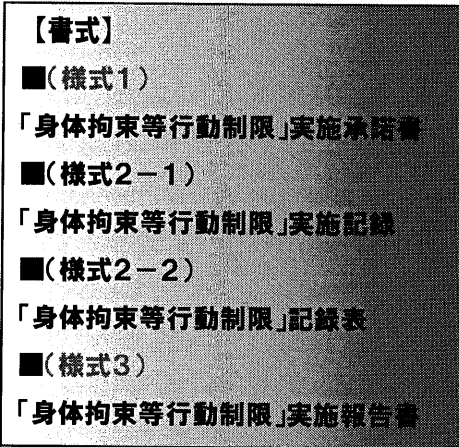 【書式】
■(様式1)
「身体拘束等行動制限」実施承諾書
■(様式2-1)
「身体拘束等行動制限」実施記録
■(様式2-2)
「身体拘束等行動制限」記録表
■(様式3)
「身体拘束等行動制限」実施報告書